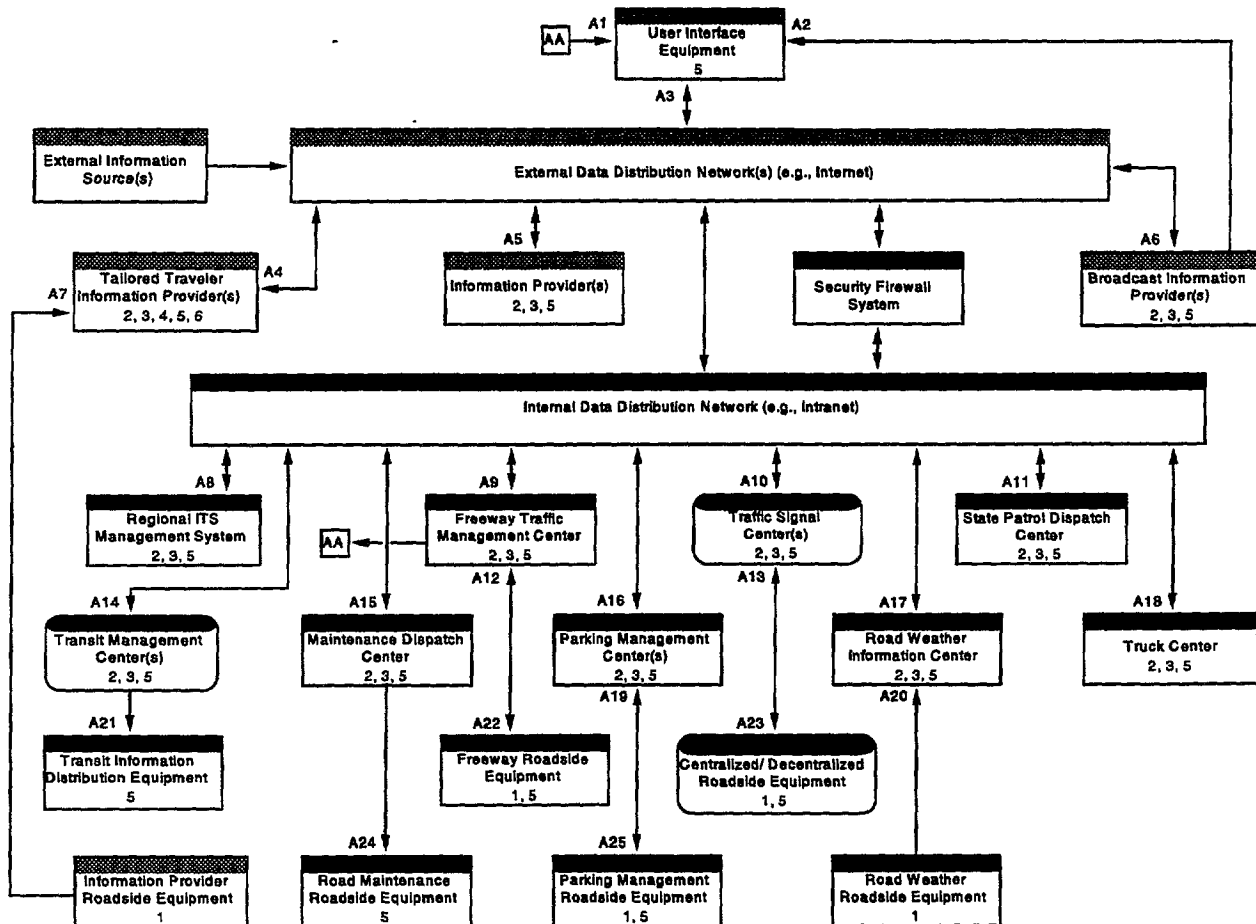 A1
AA
User Interface
Equipment
5
A2
A3
External Information
Source(s)
External Data Distribution Network(s) (e.g., Internet)
A7
Tailored Traveler
Information Provider(s)
2, 3, 4, 5, 6
A4
A5
Information Provider(s)
2, 3, 5
Security Firewall
System
A6
Broadcast Information
Provider(s)
2, 3, 5
Internal Data Distribution Network (e.g., Intranet)
A8
Regional ITS
Management System
2, 3, 5
A9
Freeway Traffic
Management Center
2, 3, 5
AA
A12
A10
Traffic Signal
Center(s)
2, 3, 5
A13
A11
State Patrol Dispatch
Center
2, 3, 5
A14
Transit Management
Center(s)
2, 3, 5
A15
Maintenance Dispatch
Center
2, 3, 5
A16
Parking Management
Center(s)
2, 3, 5
A19
A17
Road Weather
Information Center
2, 3, 5
A20
A18
Truck Center
2, 3, 5
A21
Transit Information
Distribution Equipment
5
A22
Freeway Roadside
Equipment
1, 5
A23
Centralized/ Decentralized
Roadside Equipment
1, 5
Information Provider
Roadside Equipment
1
A24
Road Maintenance
Roadside Equipment
5
A25
Parking Management
Roadside Equipment
1, 5
Road Weather
Roadside Equipment
1